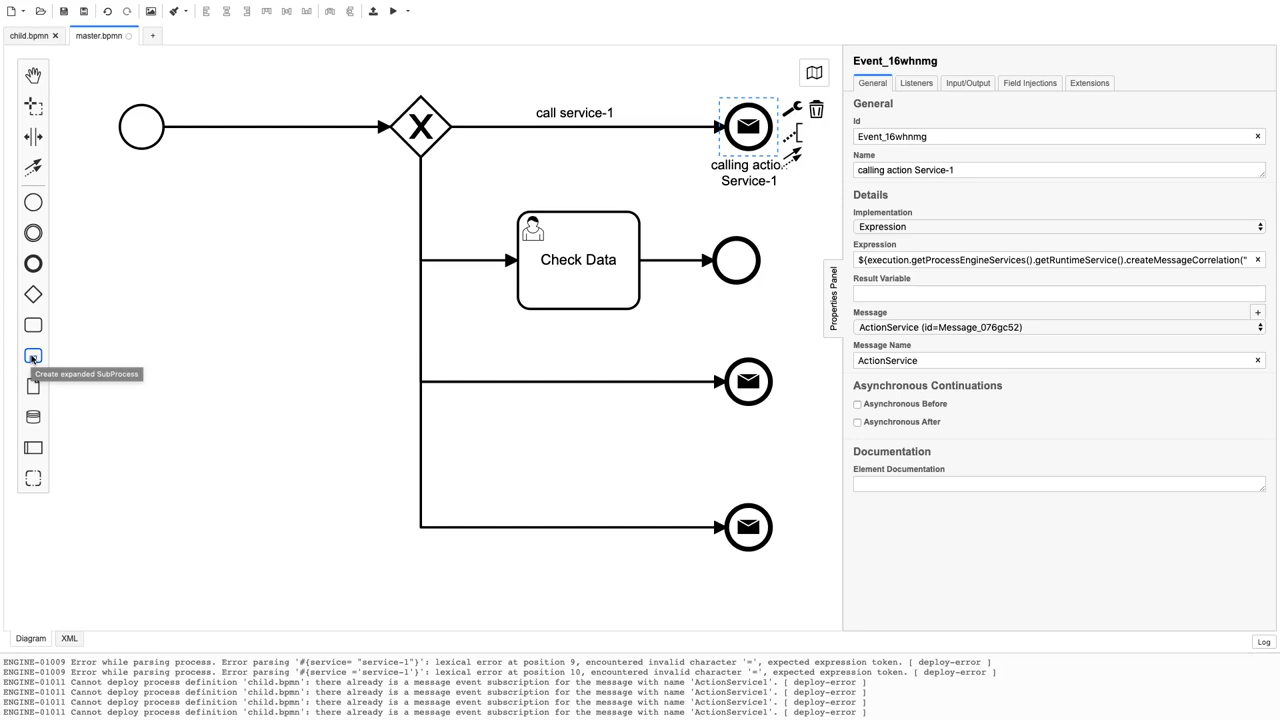 child.bpmn
master.bpmn
+
call service-1
calling actio
Service-1
Check Data
Create expanded SubProcess
Properties Panel
Event_16whnmg
General
Listeners
Input/Output
Field Injections
Extensions
General
Id
Event_16whnmg
Name
calling action Service-1
Details
Implementation
Expression
Expression
${execution.getProcessEngineServices().getRuntimeService().createMessageCorrelation("
Result Variable
Message
+
ActionService (id=Message_076gc52)
Message Name
ActionService
Asynchronous Continuations
Asynchronous Before
Asynchronous After
Documentation
Element Documentation
Diagram
XML
Log
ENGINE-01009 Error while parsing process. Error parsing '#{service= "service-1"}': lexical error at position 9, encountered invalid character '=', expected expression token. [ deploy-error ]
ENGINE-01009 Error while parsing process. Error parsing '#{service ='service-1'}': lexical error at position 10, encountered invalid character '=', expected expression token. [ deploy-error ]
ENGINE-01011 Cannot deploy process definition 'child.bpmn': there already is a message event subscription for the message with name 'ActionService1'. [ deploy-error ]
ENGINE-01011 Cannot deploy process definition 'child.bpmn': there already is a message event subscription for the message with name 'ActionService1'. [ deploy-error ]
ENGINE-01011 Cannot deploy process definition 'child.bpmn': there already is a message event subscription for the message with name 'ActionService1'. [ deploy-error ]
ENGINE-01011 Cannot deploy process definition 'child.bpmn': there already is a message event subscription for the message with name 'ActionService1'. [ deploy-error ]